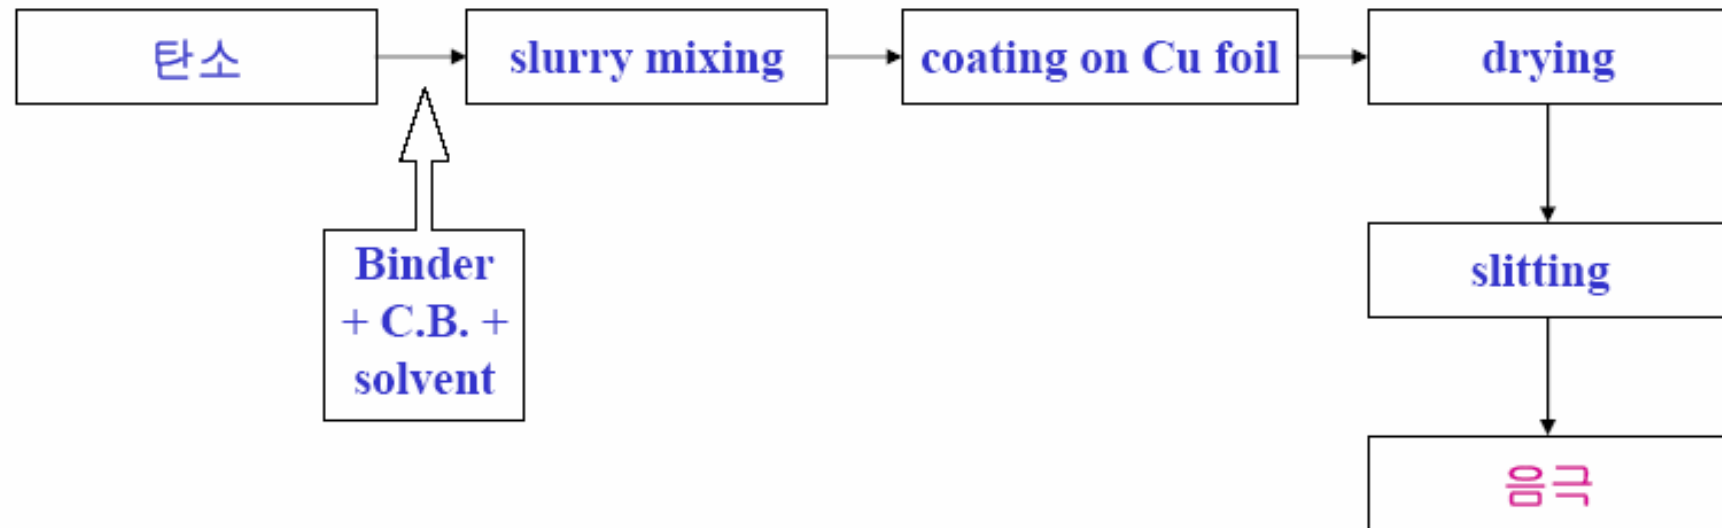 탄소
slurry mixing
coating on Cu foil
drying
Binder
+ C.B. +
solvent
slitting
음극